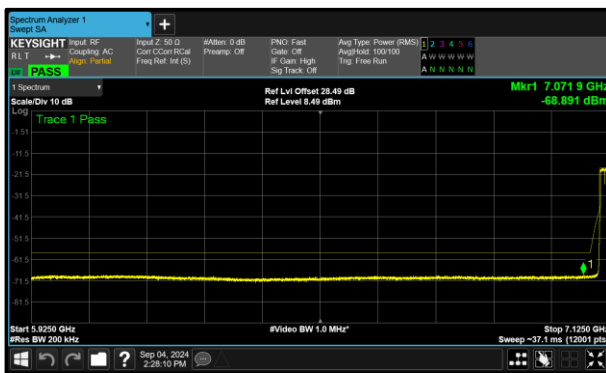 Spectrum Analyzer 1
Swept SA
+
KEYSIGHT Input: RF Input Z: 50 Ω #Atten: 0 dB PNO: Fast Avg Type: Power (RMS) 1 2 3 4 5 6
RLT Coupling: AC Corr CCorr RCal Preamp: Off Gate: Off Avg|Hold: 100/100 A W W W W W
Align: Partial Freq Ref: Int (S) IF Gain: High Trig: Free Run
PASS Sig Track: Off A N N N N N
1 Spectrum Ref Lvl Offset 28.49 dB Mkr1 7.071 9 GHz
Scale/Div 10 dB Ref Level 8.49 dBm -68.891 dBm
Log
Trace 1 Pass
-1.51
-11.5
-21.5
-31.5
-41.5
-51.5
-61.5
-71.5
-81.5
1
Start 5.9250 GHz #Video BW 1.0 MHz* Stop 7.1250 GHz
#Res BW 200 kHz Sweep ~37.1 ms (12001 pts)
? Sep 04, 2024
2:28:10 PM